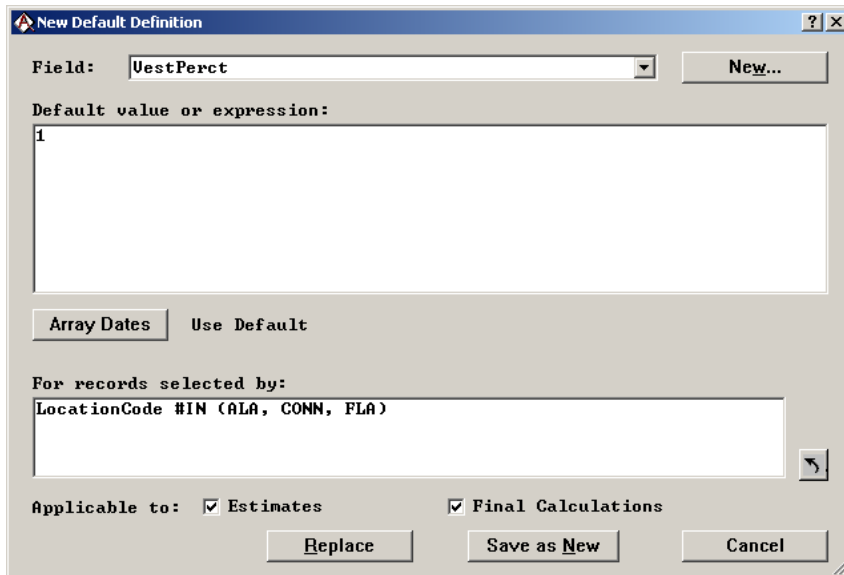 New Default Definition
Field: VestPerct New...
Default value or expression:
1
Array Dates Use Default
For records selected by:
LocationCode #IN (ALA, CONN, FLA)
Applicable to: Estimates Final Calculations
Replace Save as New Cancel